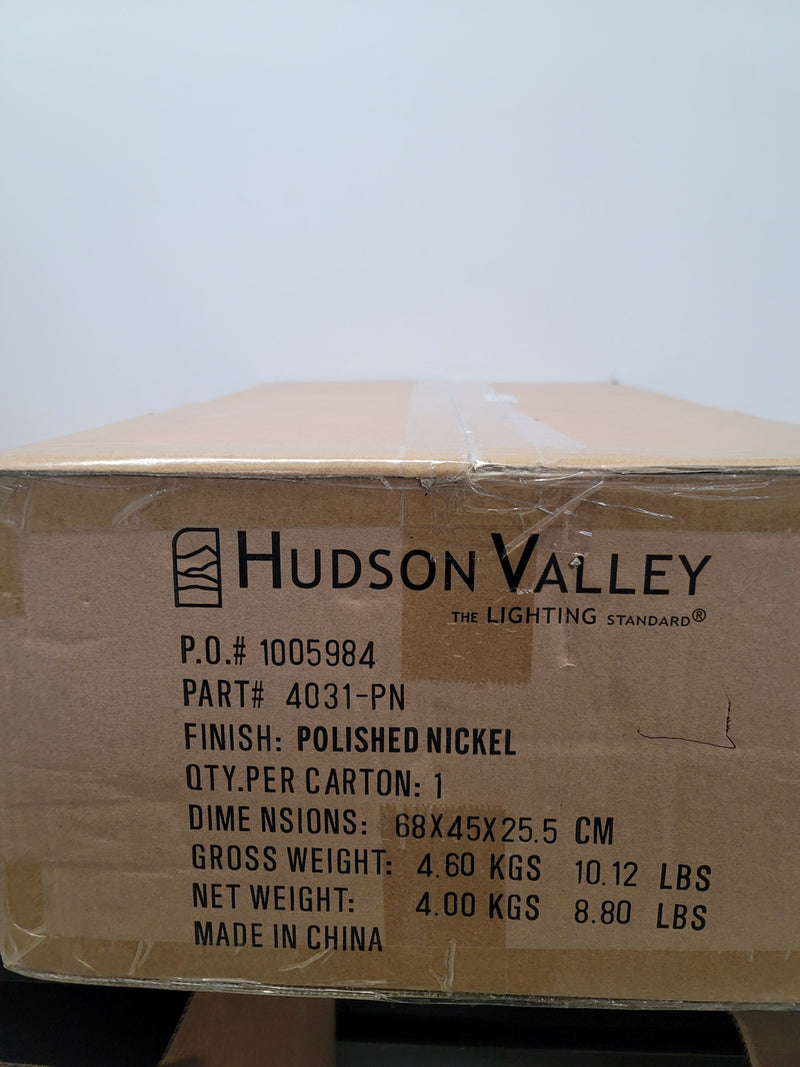 HUDSON VALLEY
THE LIGHTING STANDARD®
P.O.# 1005984
PART# 4031-PN
FINISH: POLISHED NICKEL
QTY.PER CARTON: 1
DIME NSIONS: 68X45X25.5 CM
GROSS WEIGHT: 4.60 KGS 10.12 LBS
NET WEIGHT: 4.00 KGS 8.80 LBS
MADE IN CHINA